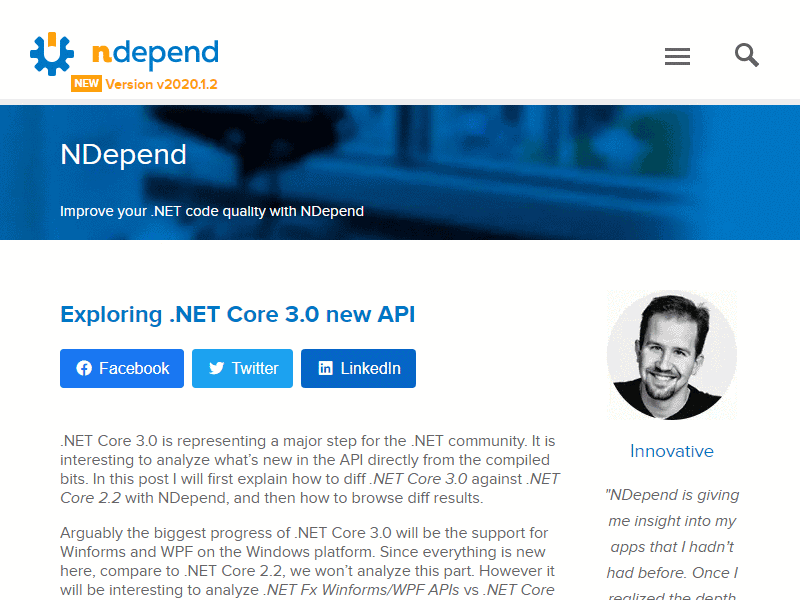 ndepend
NEW Version v2020.1.2
NDepend
Improve your .NET code quality with NDepend
Exploring .NET Core 3.0 new API
Facebook Twitter LinkedIn
.NET Core 3.0 is representing a major step for the .NET community. It is
interesting to analyze what's new in the API directly from the compiled
bits. In this post I will first explain how to diff .NET Core 3.0 against .NET
Core 2.2 with NDepend, and then how to browse diff results.
Arguably the biggest progress of .NET Core 3.0 will be the support for
Winforms and WPF on the Windows platform. Since everything is new
here, compare to .NET Core 2.2, we won't analyze this part. However it
will be interesting to analyze .NET Fx Winforms/WPF APIs vs .NET Core
Innovative
"NDepend is giving
me insight into my
apps that I hadn't
had before. Once I
realized the depth